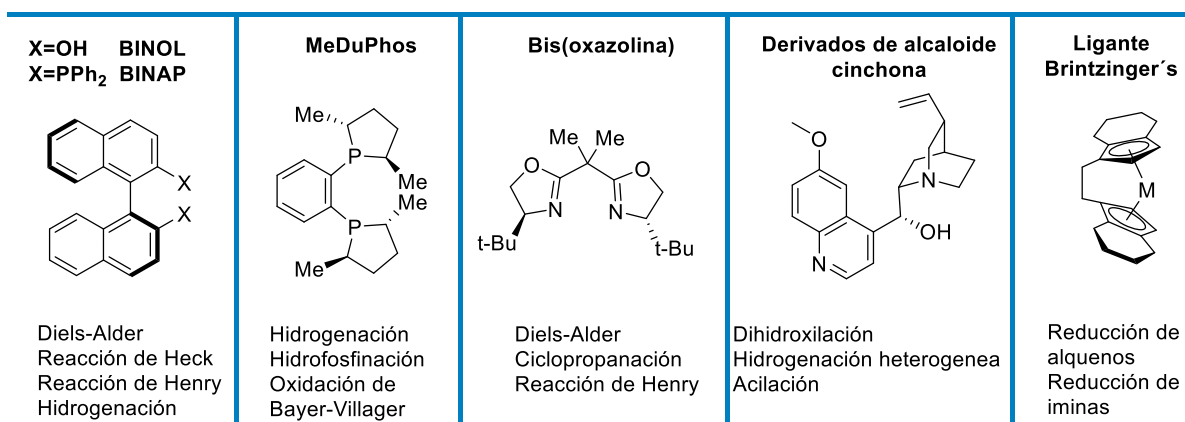 X=OH BINOL
X=PPh₂ BINAP
X
X
Diels-Alder
Reacción de Heck
Reacción de Henry
Hidrogenación
MeDuPhos
Me
P
Me
Me
P
Me
Hidrogenación
Hidrofosfinación
Oxidación de
Bayer-Villager
Bis(oxazolina)
Me Me
O O
N N
t-Bu t-Bu
Diels-Alder
Ciclopropanación
Reacción de Henry
Derivados de alcaloide
cinchona
O
N
OH
N
Dihidroxilación
Hidrogenación heterogenea
Acilación
Ligante
Brintzinger´s
M
Reducción de
alquenos
Reducción de
iminas